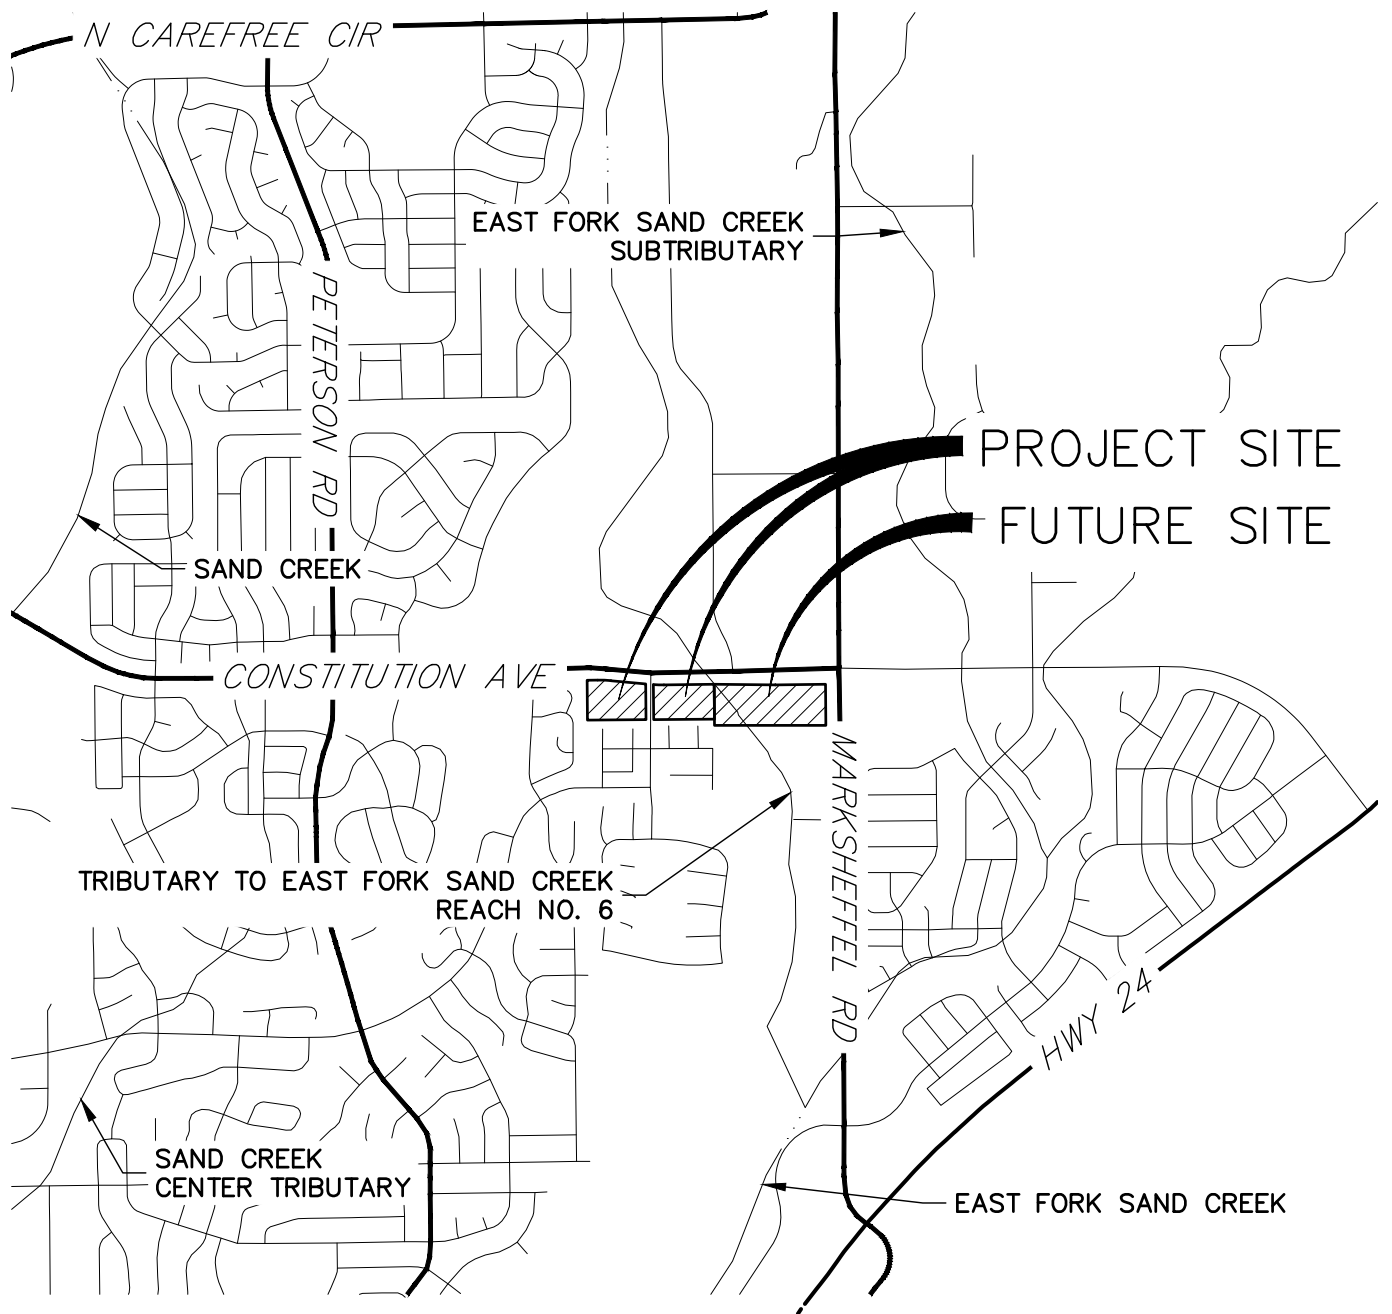 N CAREFREE CIR
EAST FORK SAND CREEK
SUBTRIBUTARY
PETERSON RD
PROJECT SITE
FUTURE SITE
SAND CREEK
CONSTITUTION AVE
MARKSHEFFEL RD
TRIBUTARY TO EAST FORK SAND CREEK
REACH NO. 6
HWY 24
SAND CREEK
CENTER TRIBUTARY
EAST FORK SAND CREEK